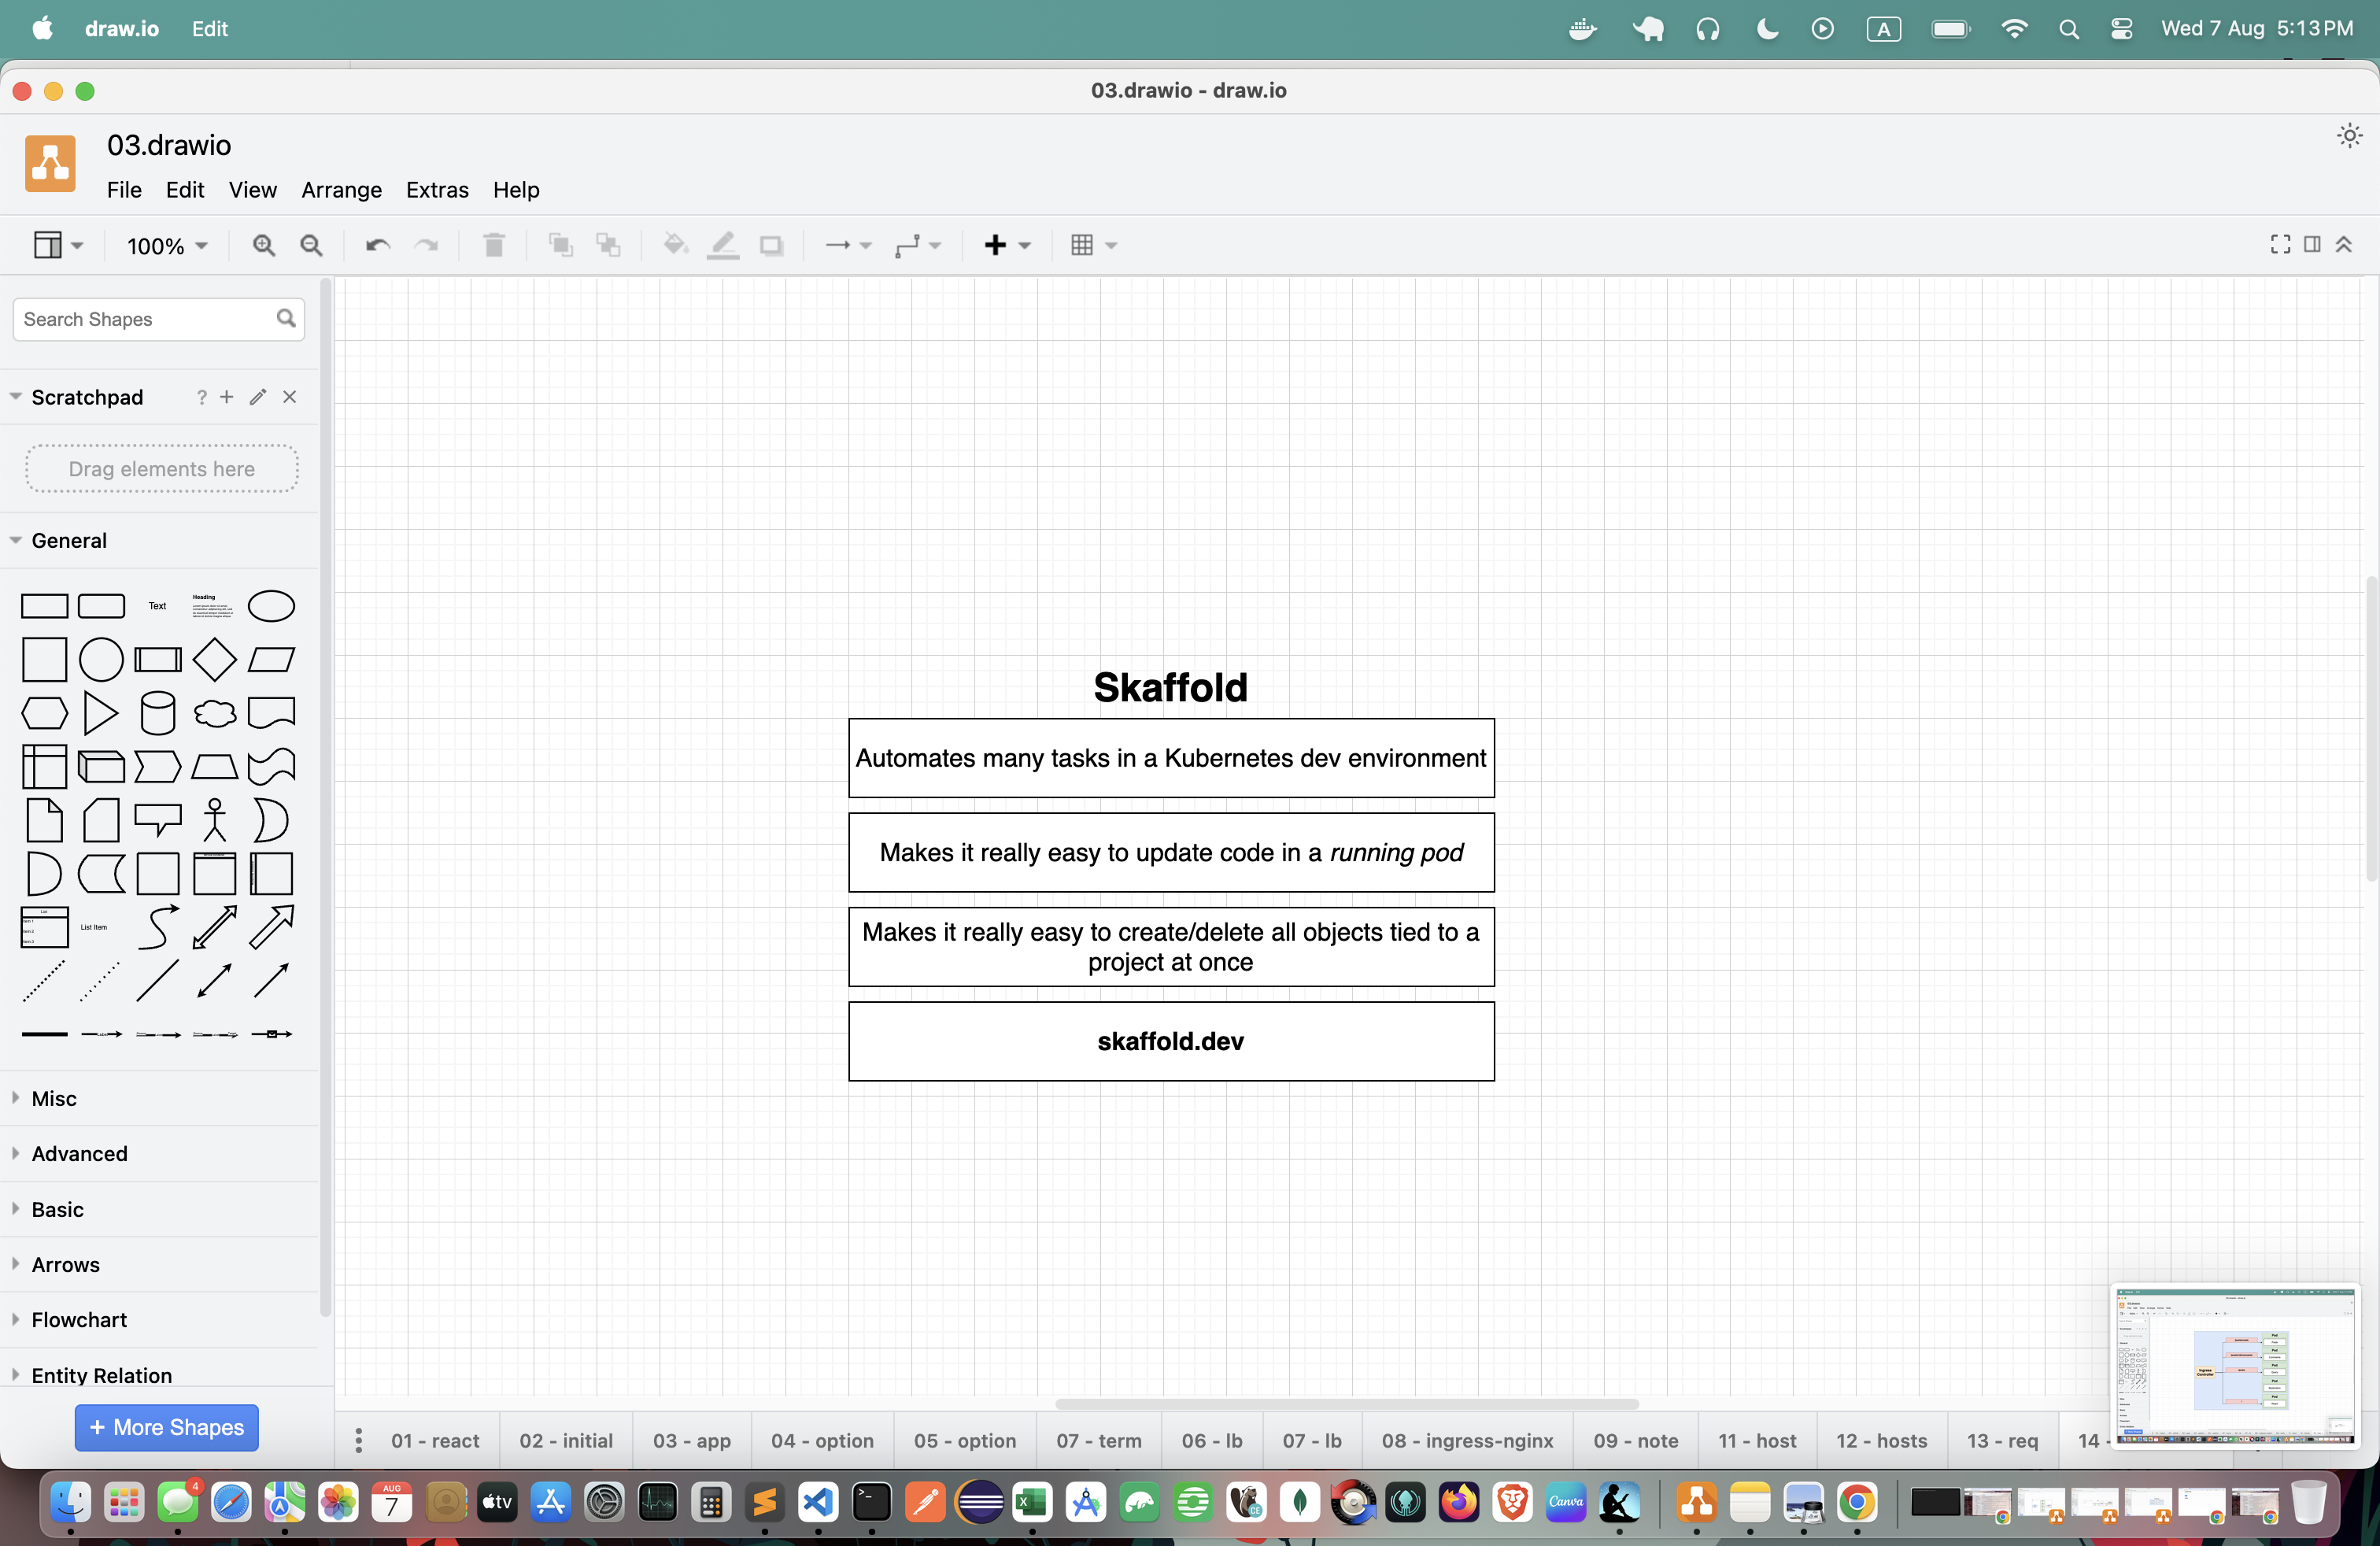 draw.io Edit
A
Wed 7 Aug 5:13 PM
03.drawio - draw.io
03.drawio
File Edit View Arrange Extras Help
100%
Search Shapes
Scratchpad ?
Drag elements here
General
Text
Heading
List Item
Misc
Advanced
Basic
Arrows
Flowchart
Entity Relation
+ More Shapes
Skaffold
Automates many tasks in a Kubernetes dev environment
Makes it really easy to update code in a running pod
Makes it really easy to create/delete all objects tied to a
project at once
skaffold.dev
01 - react 02 - initial 03 - app 04 - option 05 - option 07 - term 06 - lb 07 - lb 08 - ingress-nginx 09 - note 11 - host 12 - hosts 13 - req 14 -
4
AUG
7
tv
Canva